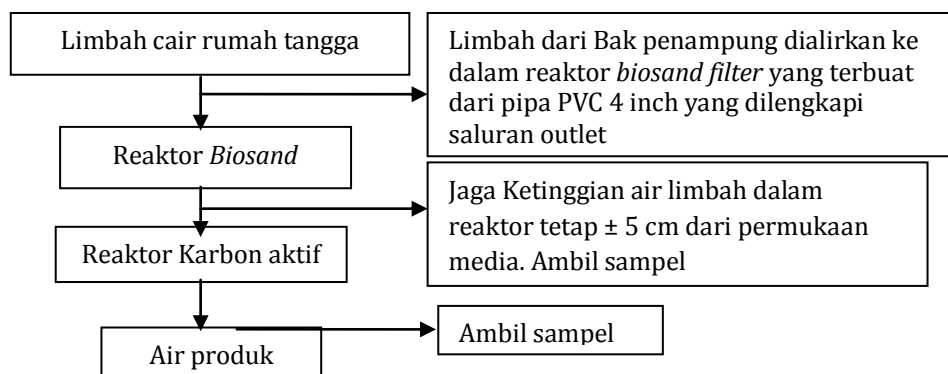 Limbah cair rumah tangga
Limbah dari Bak penampung dialirkan ke
dalam reaktor biosand filter yang terbuat
dari pipa PVC 4 inch yang dilengkapi
saluran outlet
Reaktor Biosand
Jaga Ketinggian air limbah dalam
reaktor tetap ± 5 cm dari permukaan
media. Ambil sampel
Reaktor Karbon aktif
Ambil sampel
Air produk